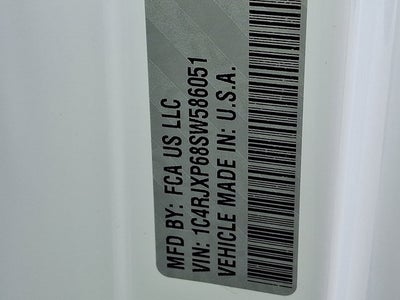 MFD BY: FCA US LLC
VIN: 1C4RJXP68SW586051
VEHICLE MADE IN: U.S.A.